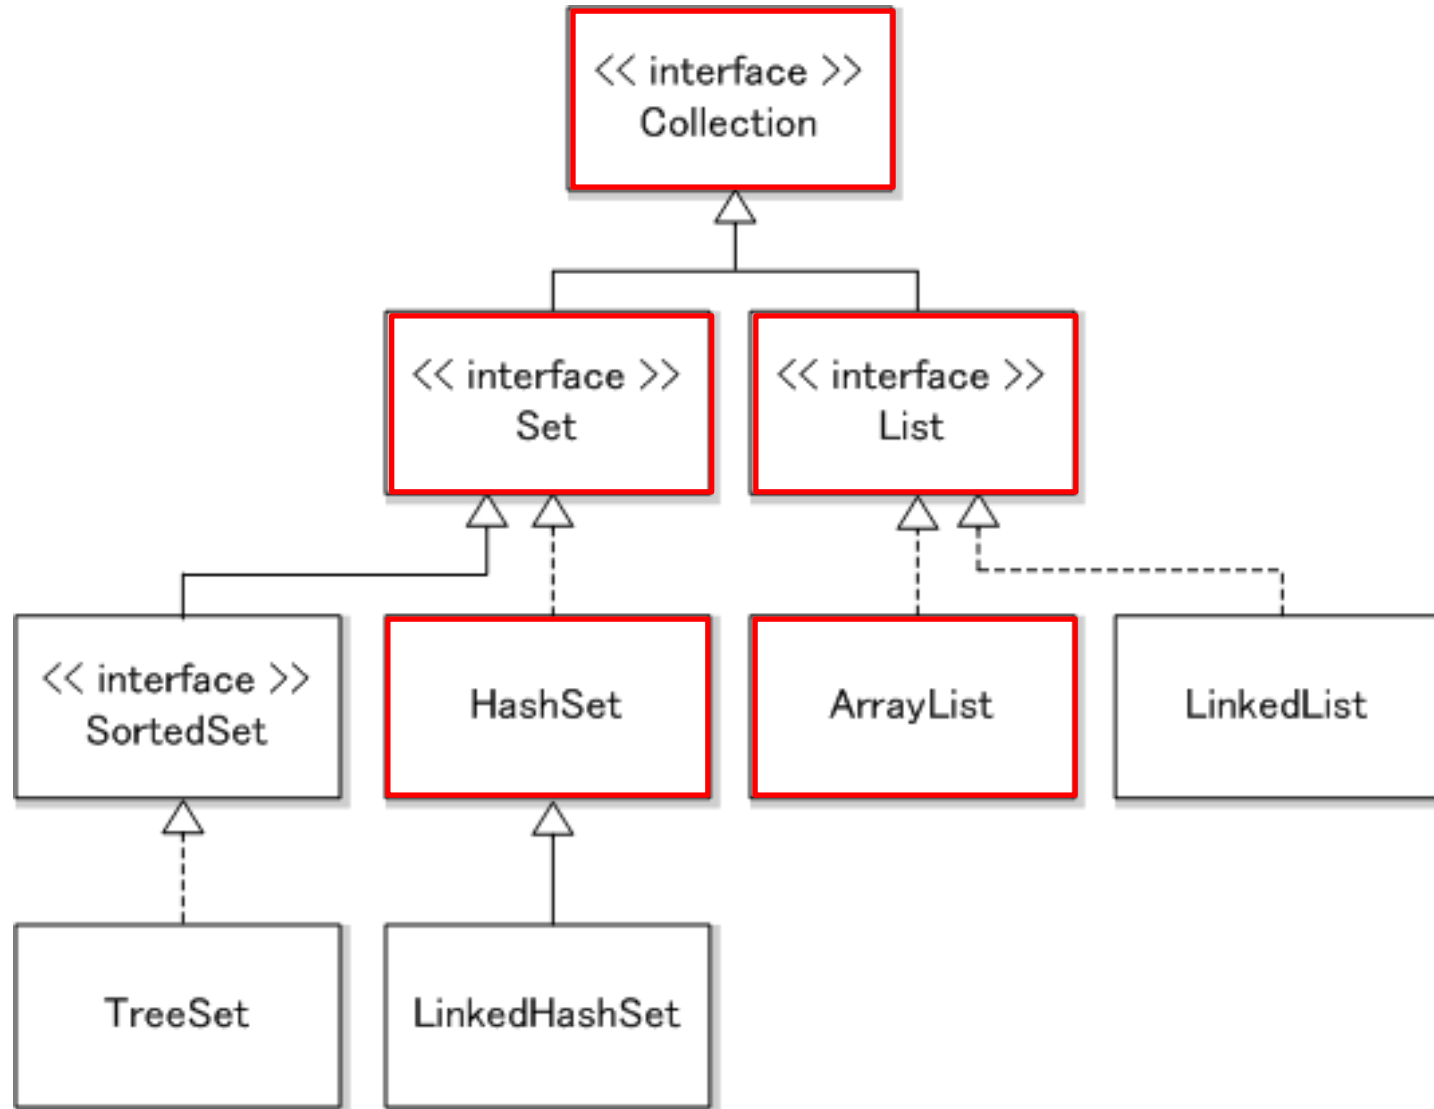 << interface >>
Collection
<< interface >>
Set
<< interface >>
List
<< interface >>
SortedSet
HashSet
ArrayList
LinkedList
TreeSet
LinkedHashSet